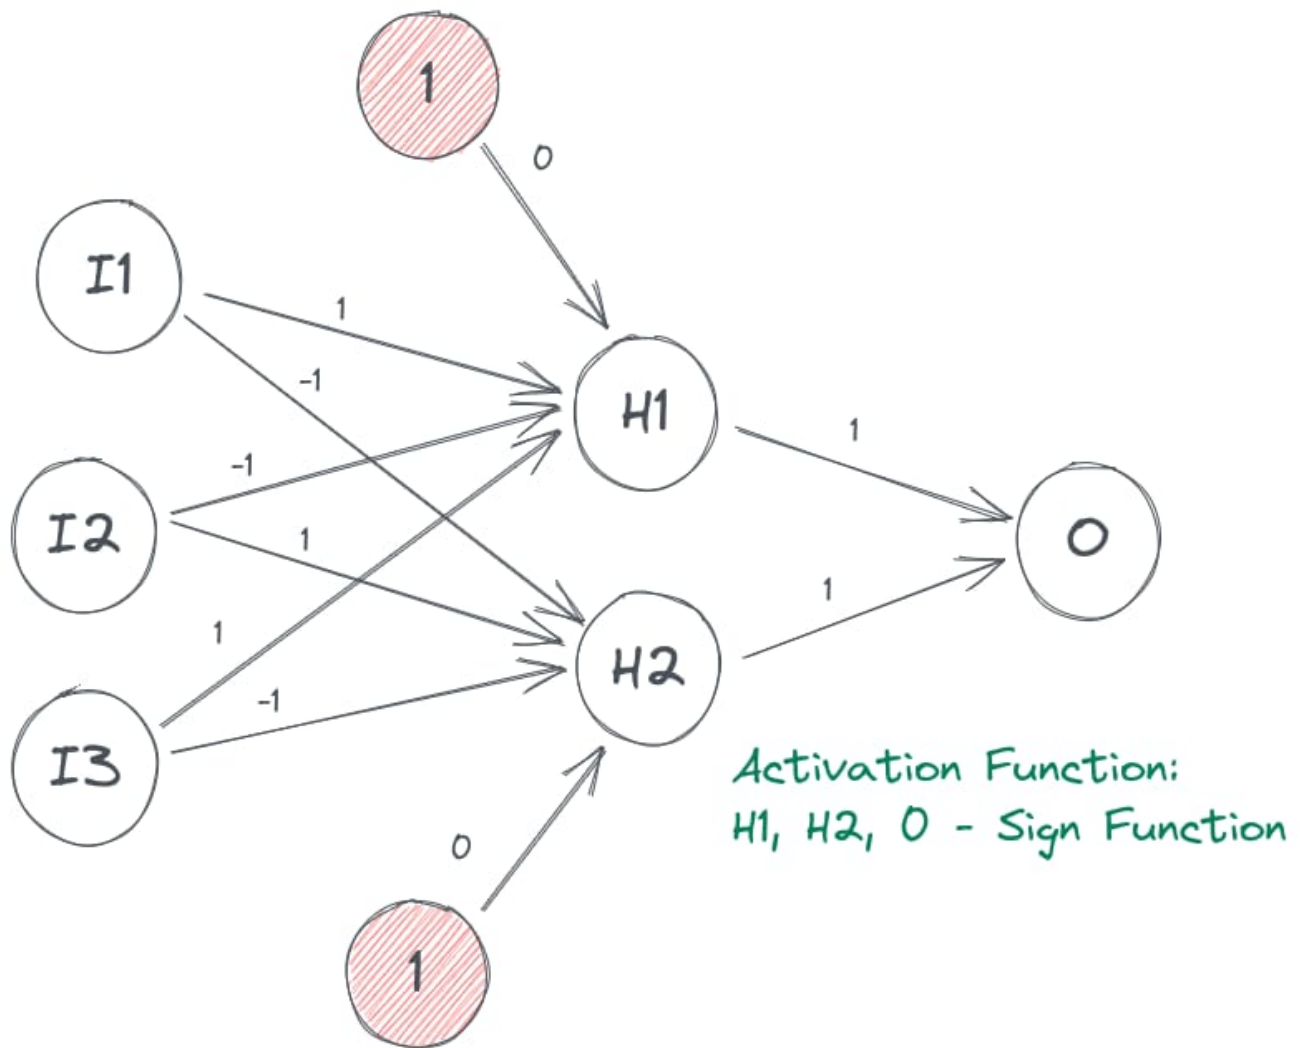 1
0
I1
1
-1
H1
-1
1
I2
1
O
1
1
I3
-1
H2
Activation Function:
H1, H2, O - Sign Function
0
1